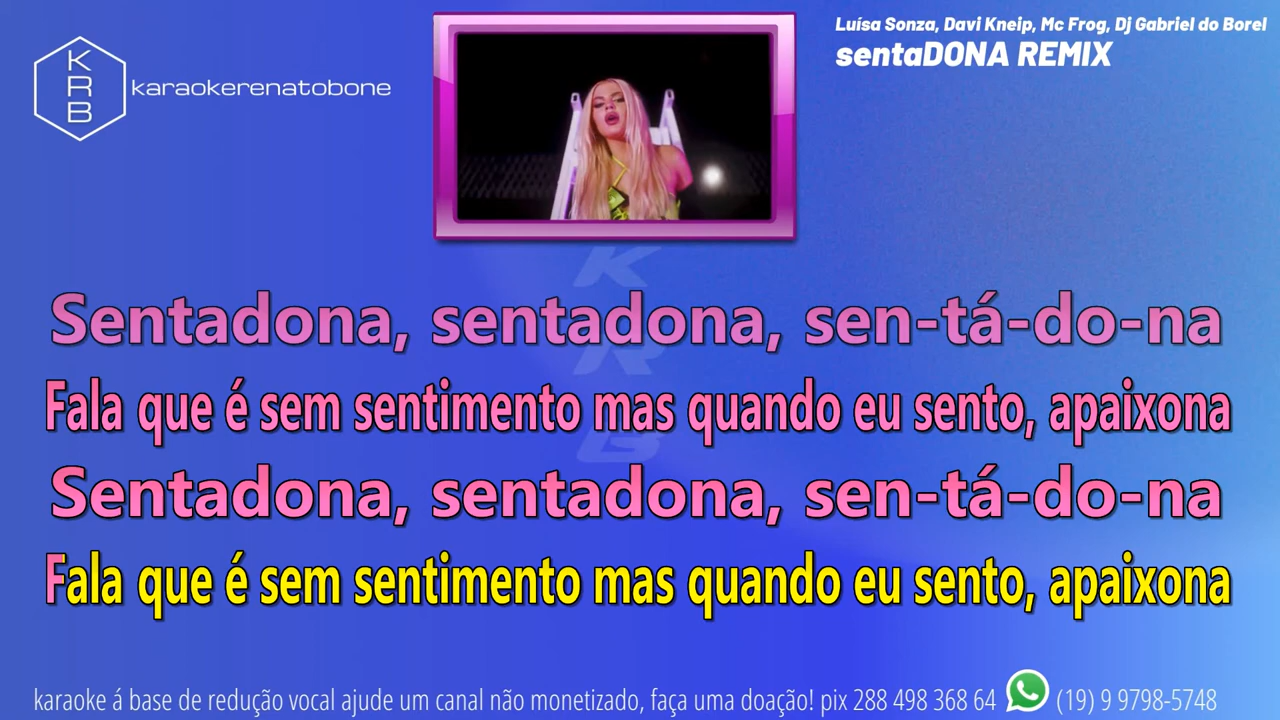 KRB
karaokerenatobone
Luísa Sonza, Davi Kneip, Mc Frog, Dj Gabriel do Borel
sentaDONA REMIX
KRB
Sentadona, sentadona, sen-tá-do-na
Fala que é sem sentimento mas quando eu sento, apaixona
Sentadona, sentadona, sen-tá-do-na
Fala que é sem sentimento mas quando eu sento, apaixona
karaoke á base de redução vocal ajude um canal não monetizado, faça uma doação! pix 288 498 368 64 (19) 9 9798-5748